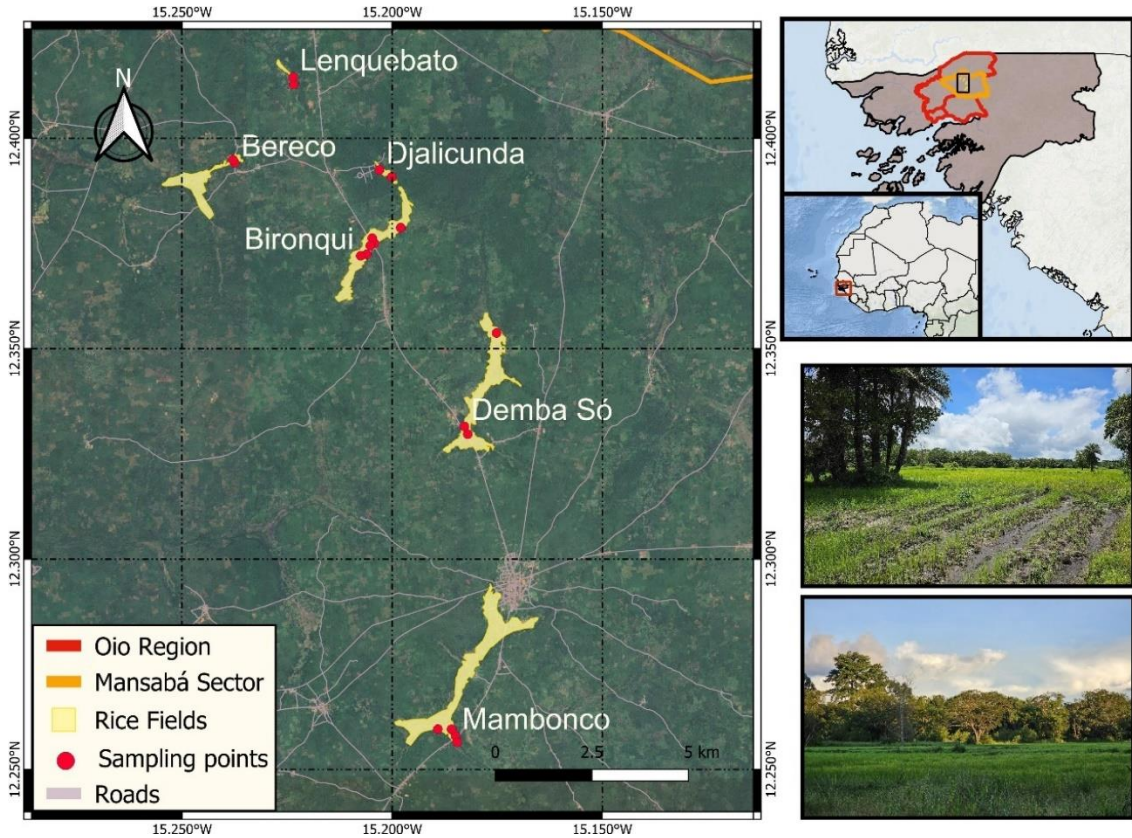 15.250°W 15.200°W 15.150°W
Lenquebato
N
12.400°N 12.400°N
Bereco
Djalicunda
Bironqui
12.350°N 12.350°N
Demba Só
12.300°N 12.300°N
Oio Region
Mansabá Sector
Rice Fields
Sampling points
Roads
Mambonco
0 2.5 5 km
12.250°N 12.250°N
15.250°W 15.200°W 15.150°W